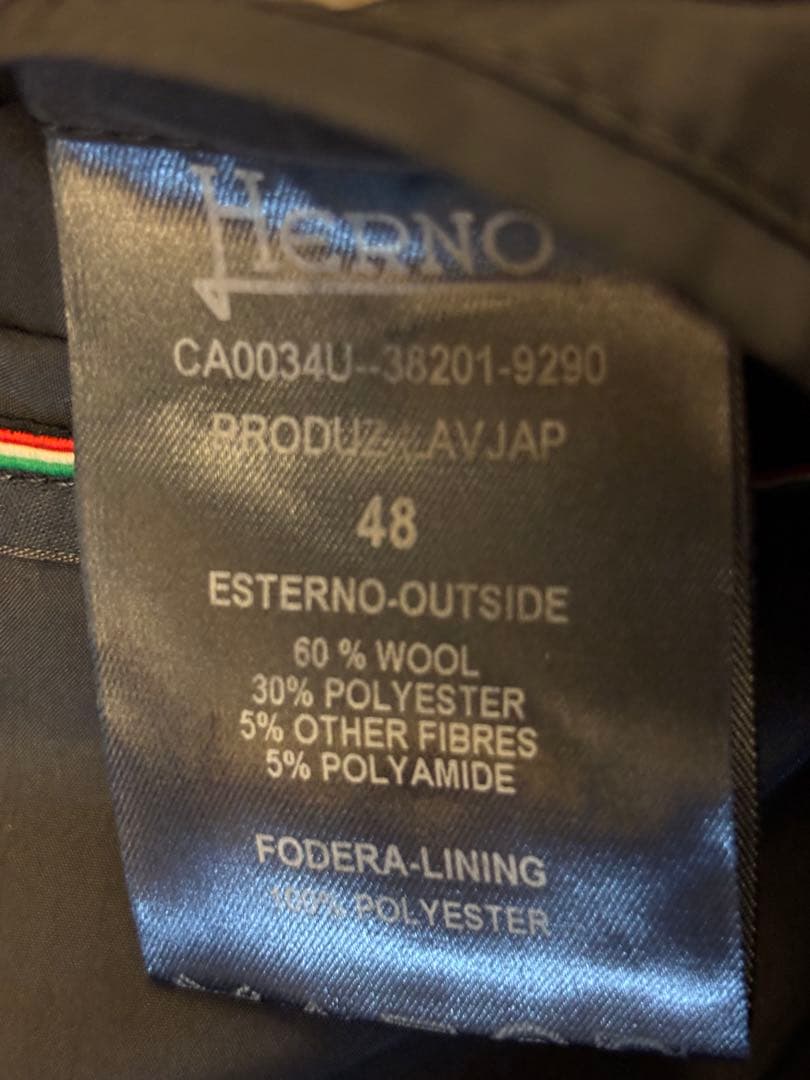 HERNO
CA0034U--38201-9290
PRODUZ.LAVJAP
48
ESTERNO-OUTSIDE
60 % WOOL
30% POLYESTER
5% OTHER FIBRES
5% POLYAMIDE
FODERA-LINING
100% POLYESTER